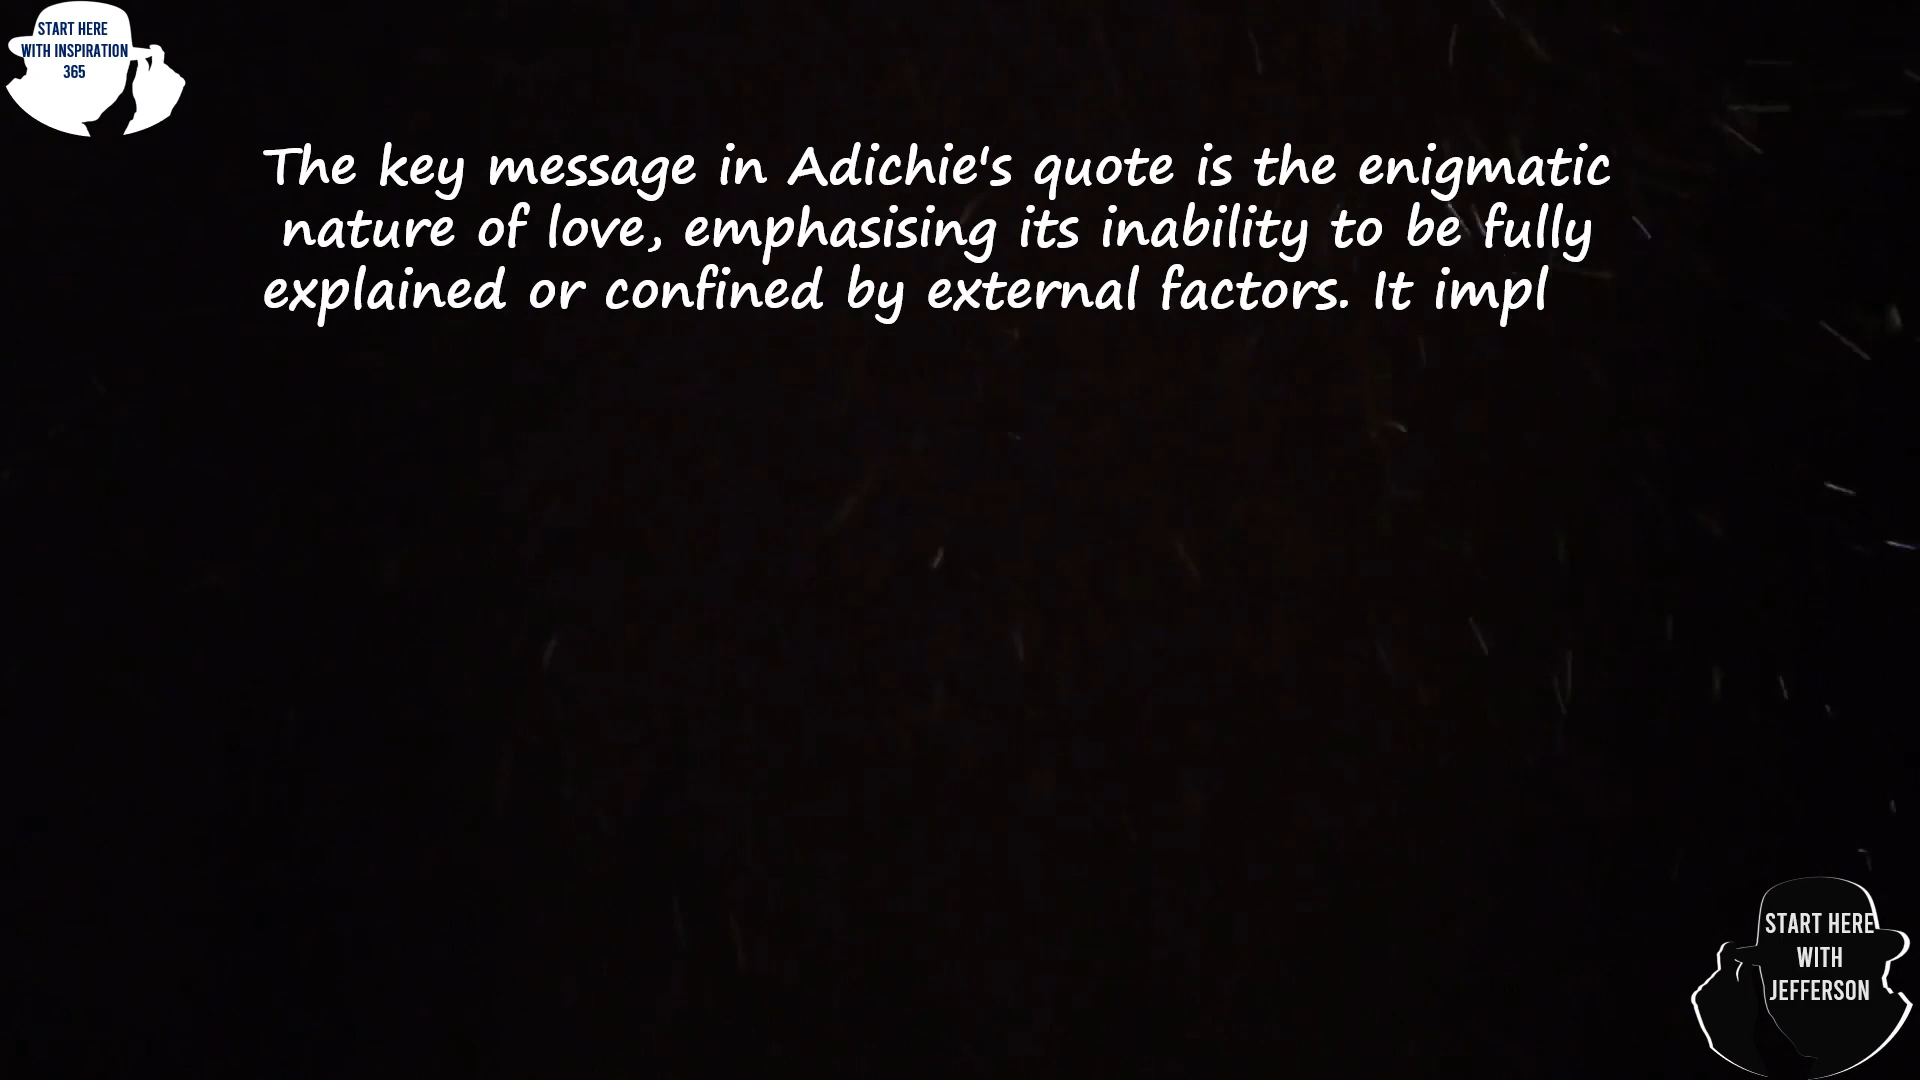 START HERE
WITH INSPIRATION
365
The key message in Adichie's quote is the enigmatic
nature of love, emphasising its inability to be fully
explained or confined by external factors. It impl
START HERE
WITH
JEFFERSON